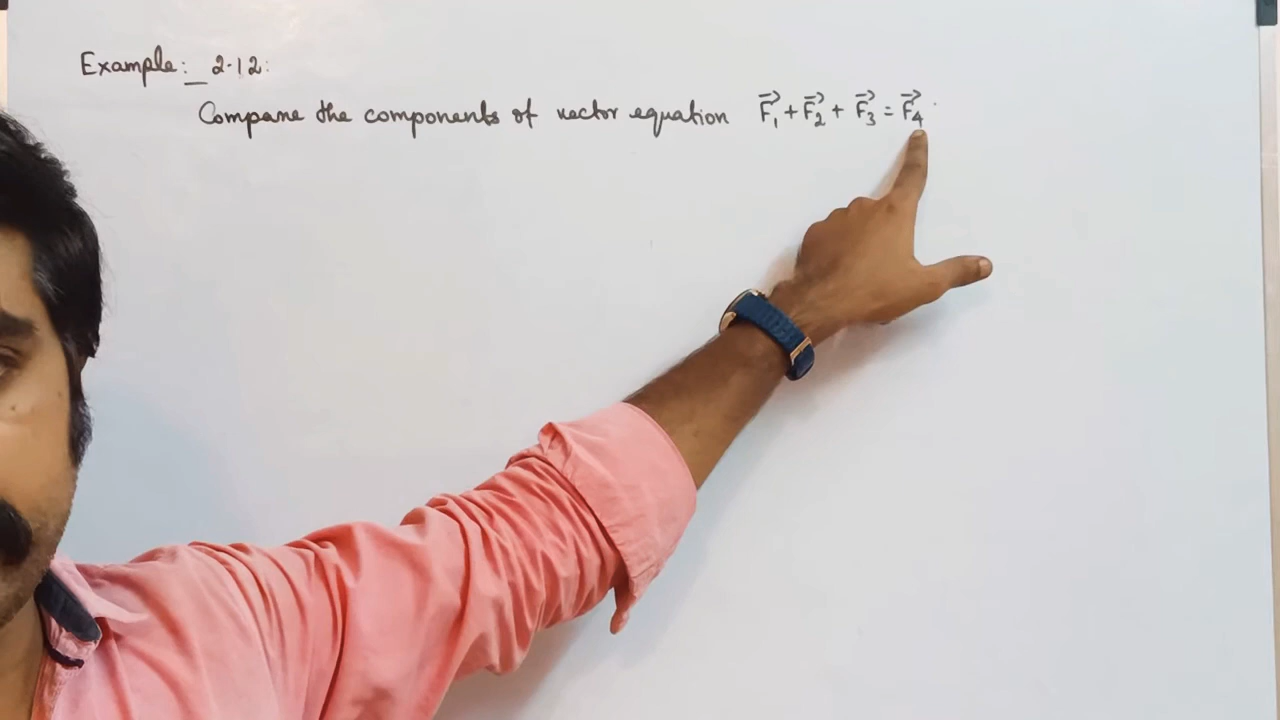 Example:_ 2.12:
Compare the components of vector equation F⃗₁ + F⃗₂ + F⃗₃ = F⃗₄.